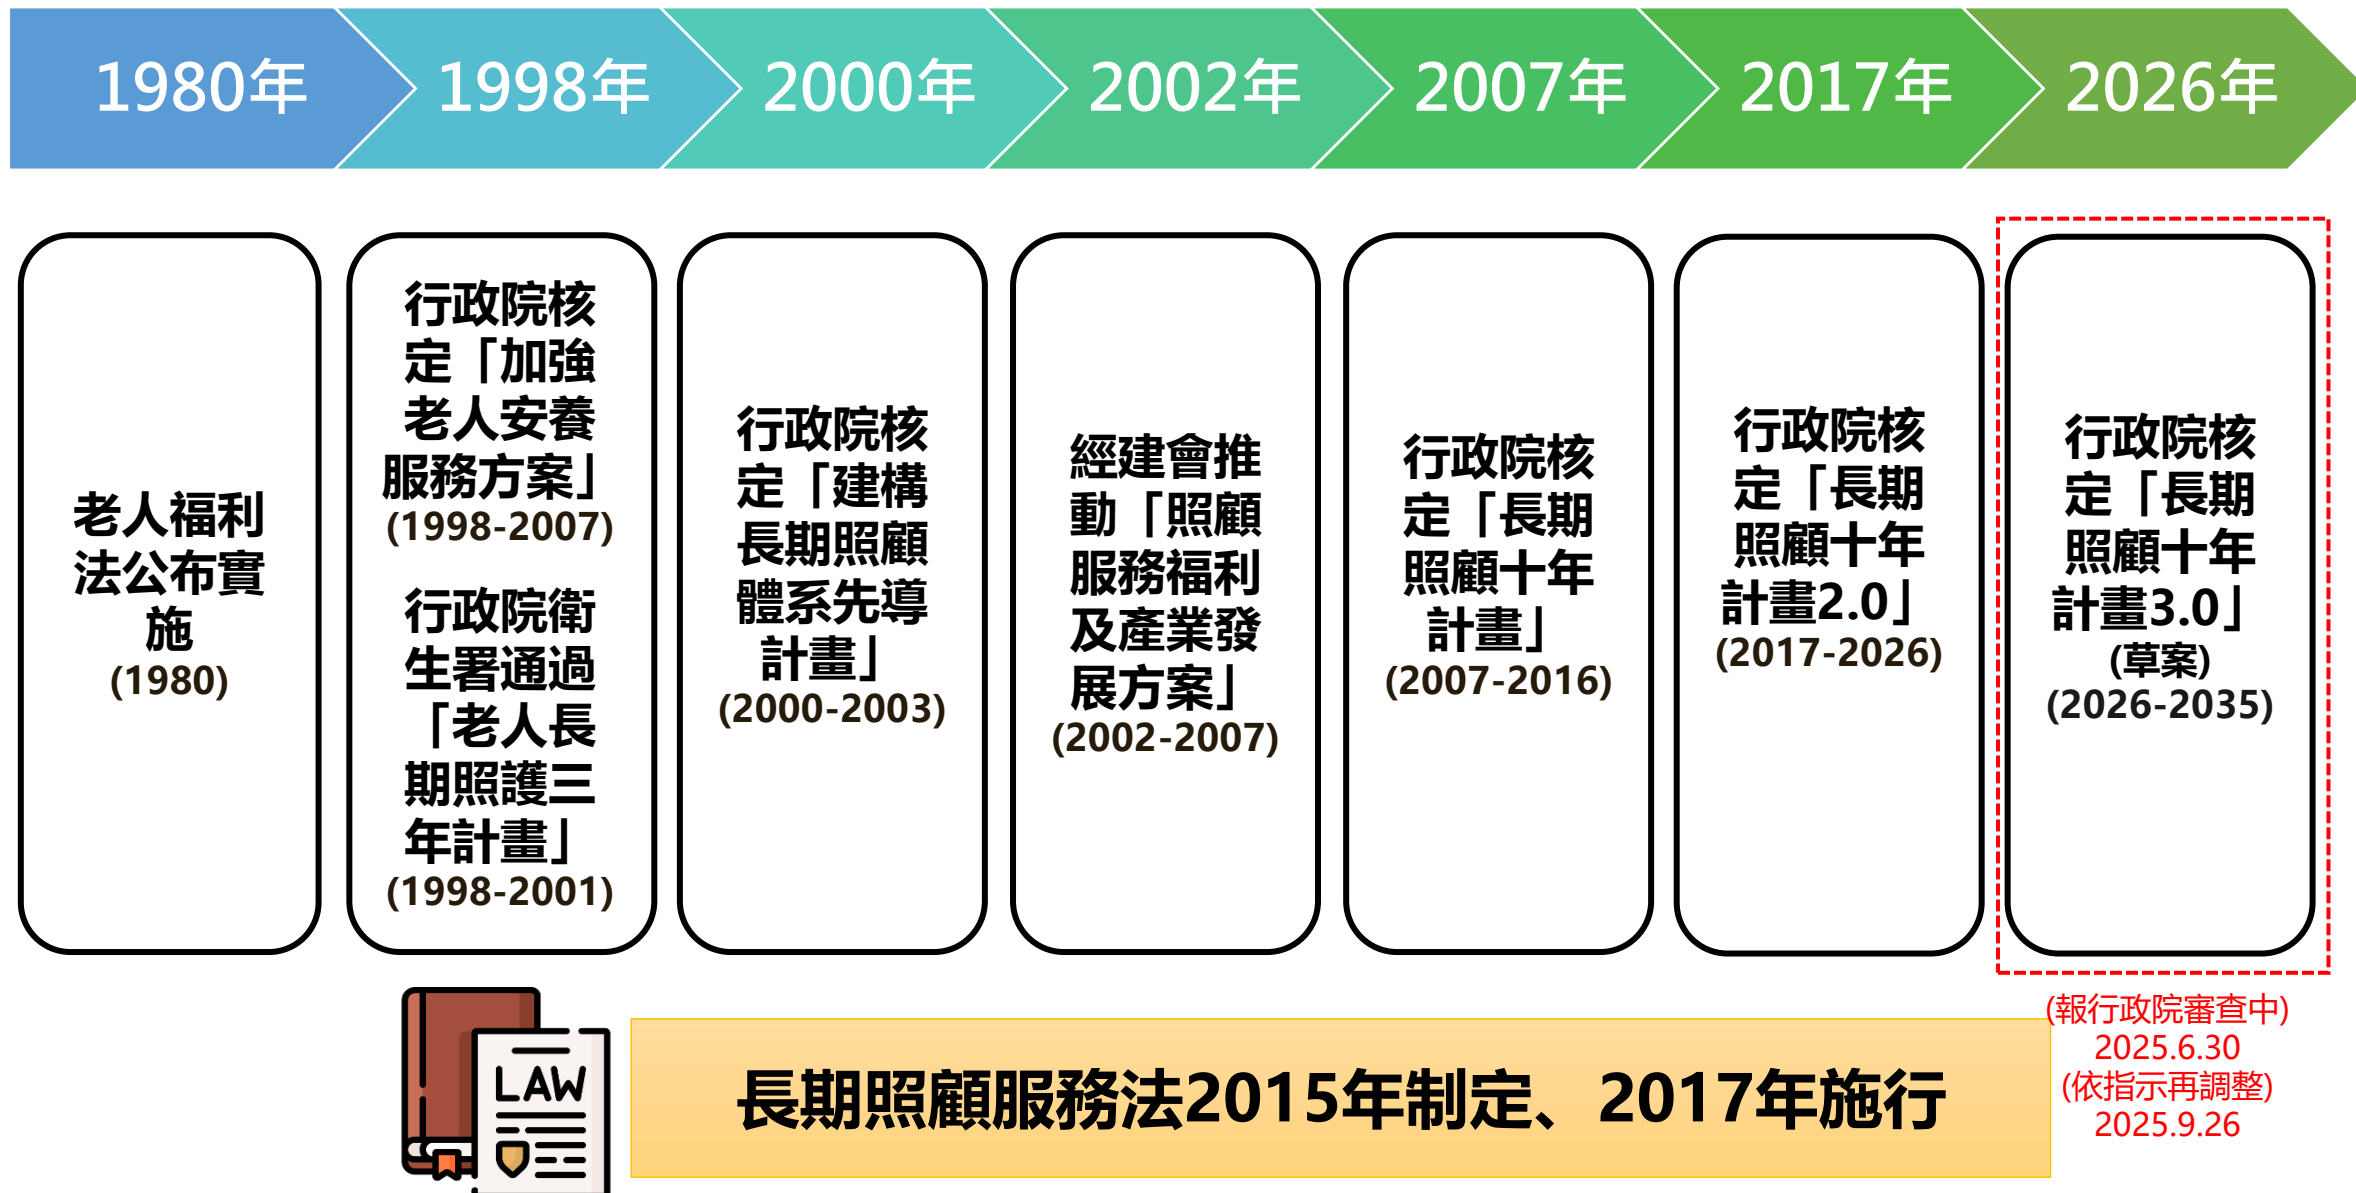 1980年
1998年
2000年
2002年
2007年
2017年
2026年
老人福利
法公布實
施
(1980)
行政院核
定「加強
老人安養
服務方案」
(1998-2007)
行政院衛
生署通過
「老人長
期照護三
年計畫」
(1998-2001)
行政院核
定「建構
長期照顧
體系先導
計畫」
(2000-2003)
經建會推
動「照顧
服務福利
及產業發
展方案」
(2002-2007)
行政院核
定「長期
照顧十年
計畫」
(2007-2016)
行政院核
定「長期
照顧十年
計畫2.0」
(2017-2026)
行政院核
定「長期
照顧十年
計畫3.0」
(草案)
(2026-2035)
(報行政院審查中)
2025.6.30
(依指示再調整)
2025.9.26
LAW
長期照顧服務法2015年制定、2017年施行